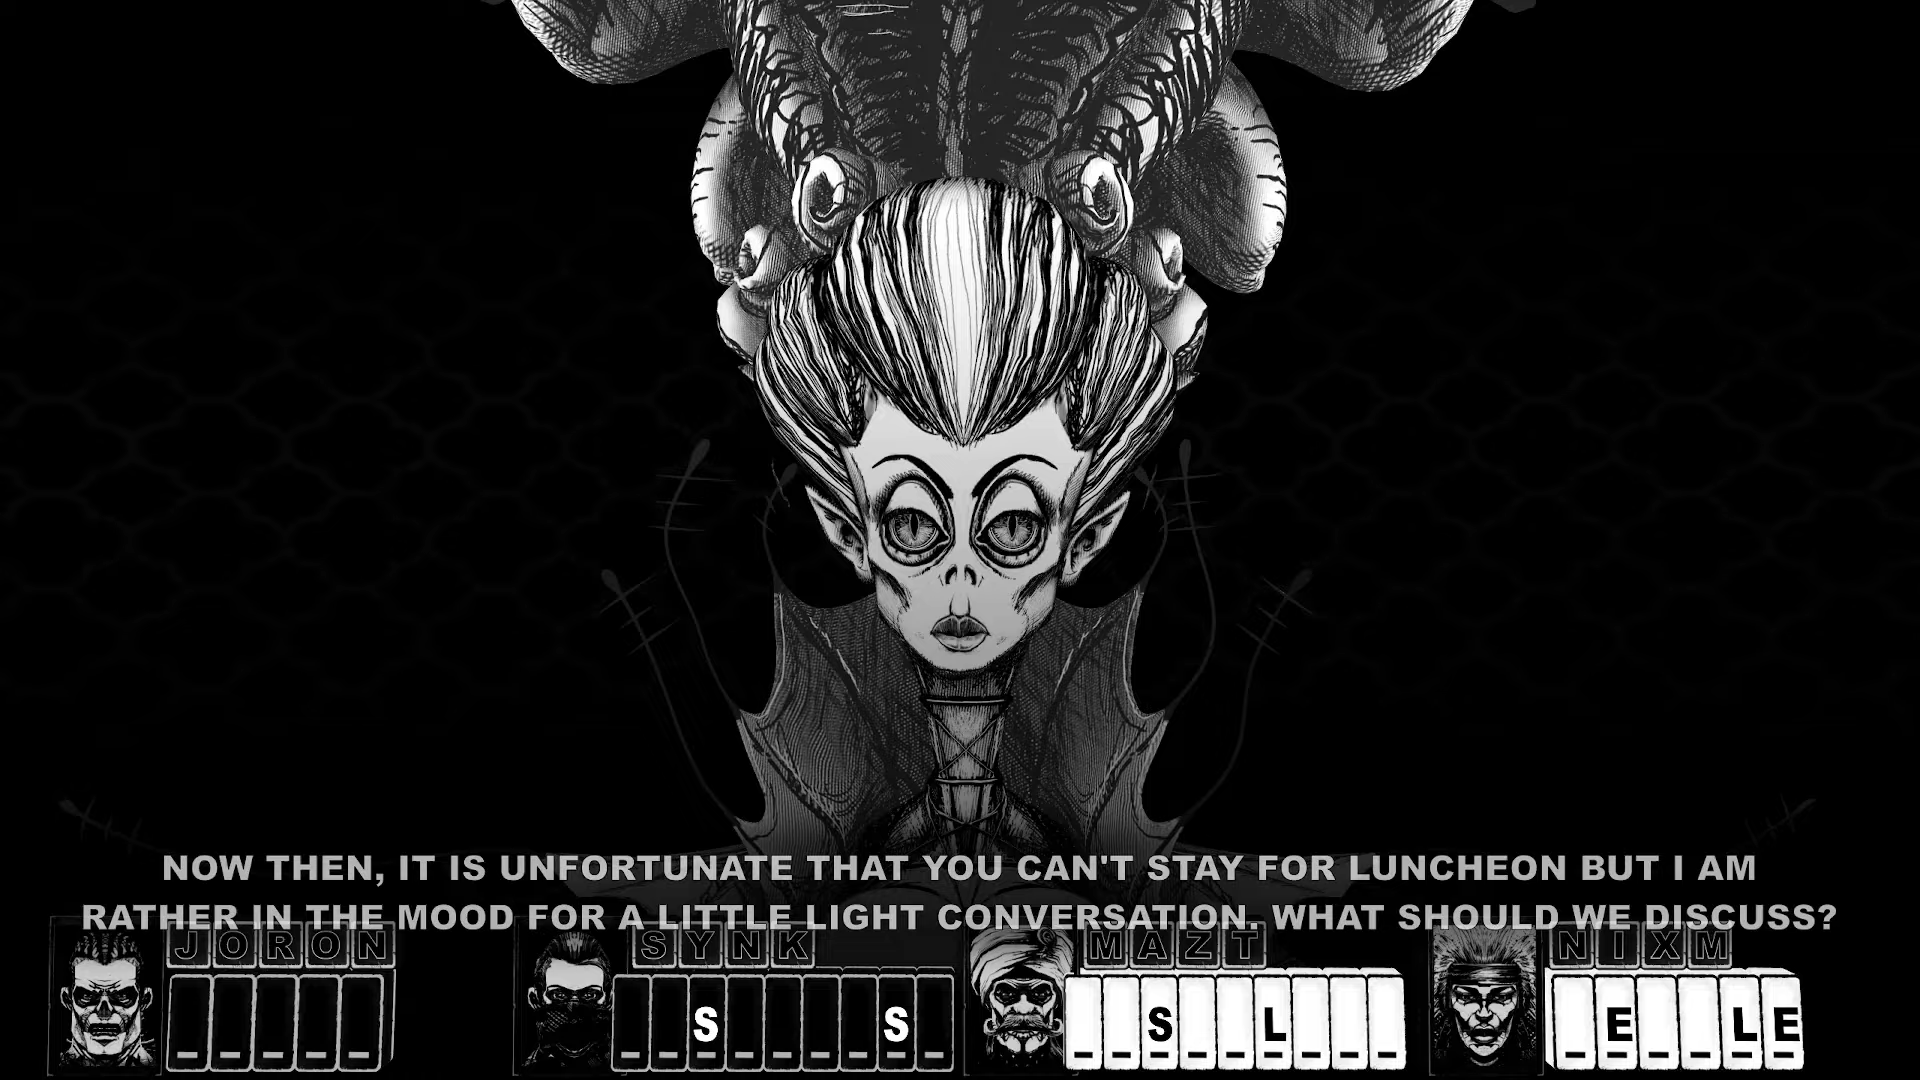 NOW THEN, IT IS UNFORTUNATE THAT YOU CAN'T STAY FOR LUNCHEON BUT I AM
RATHER IN THE MOOD FOR A LITTLE LIGHT CONVERSATION. WHAT SHOULD WE DISCUSS?
JORON SYNK MAZT NIXM
_ _ _ _ _ _ _ S _ _ _ _ S _ _ _ S _ _ L _ _ _ _ E _ _ L E